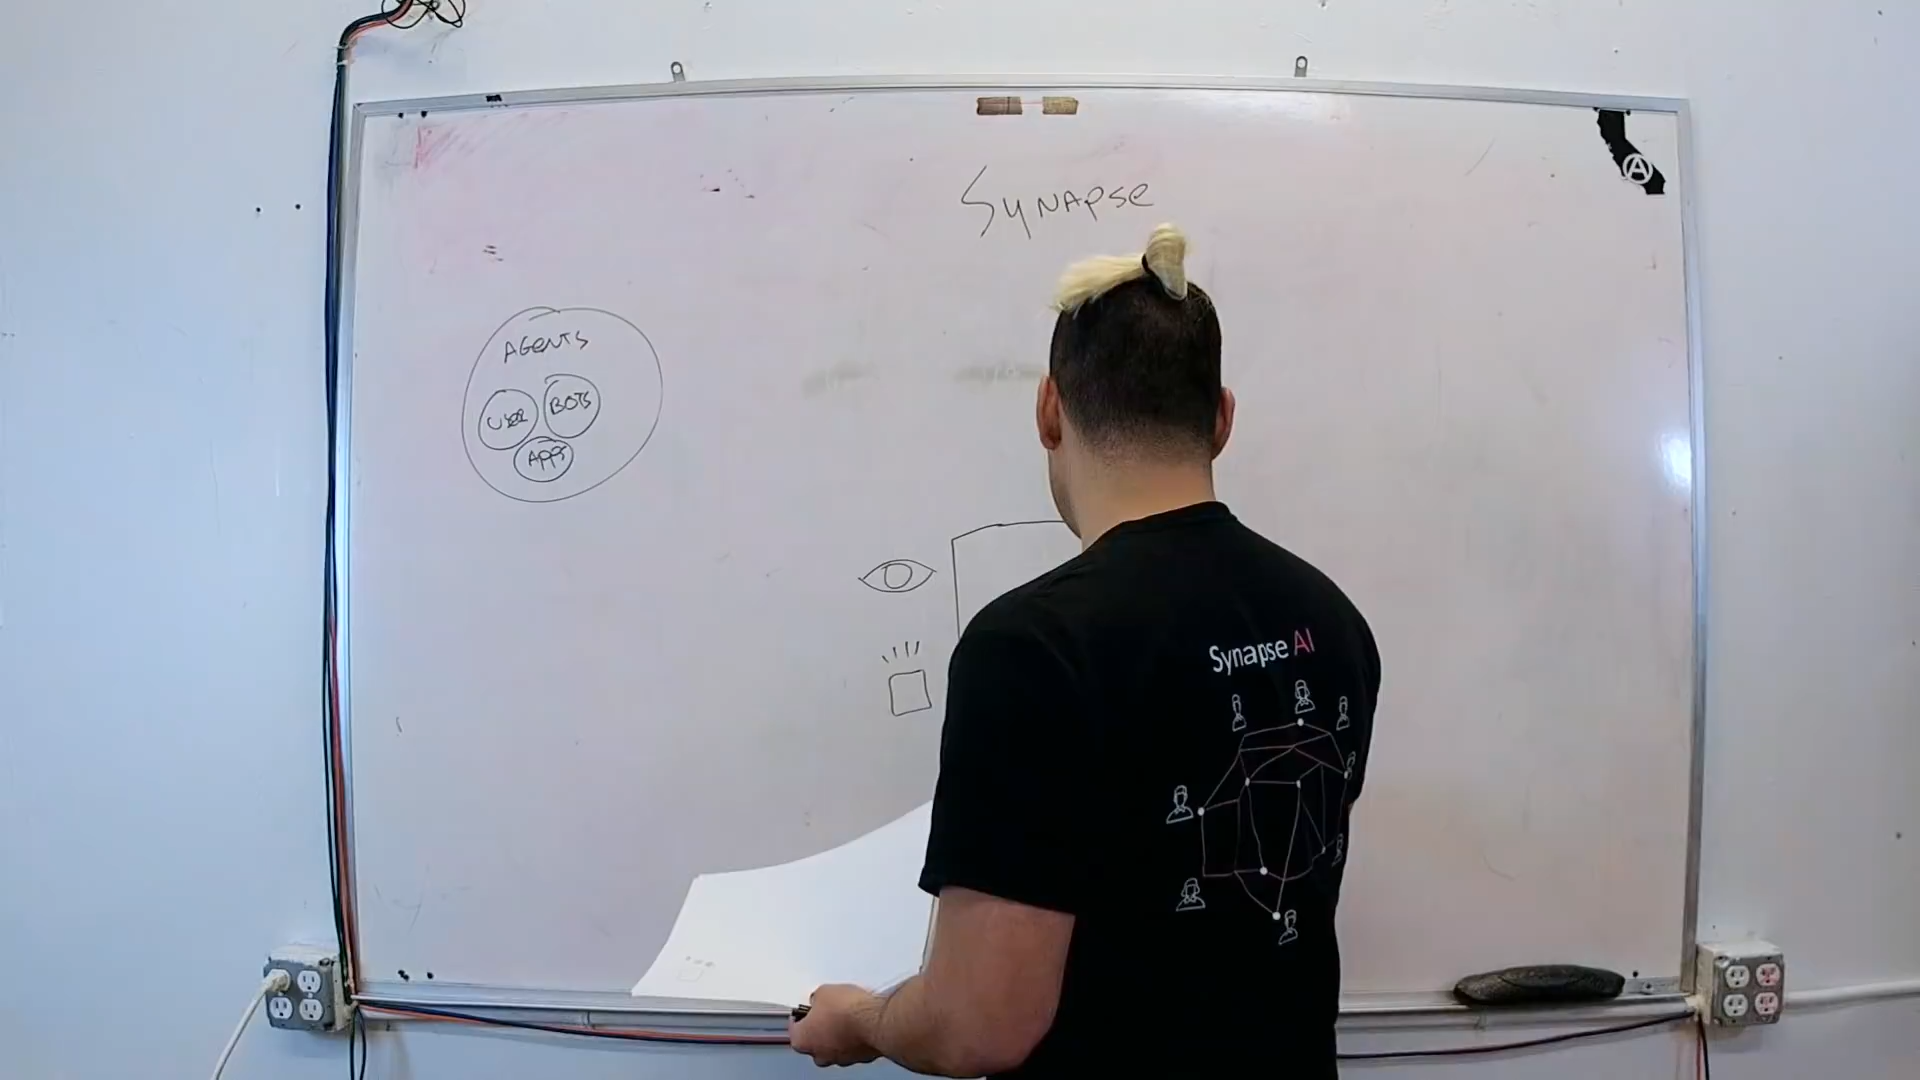 Synapse
AGENTS
User
BOTS
Apps
Synapse AI
A